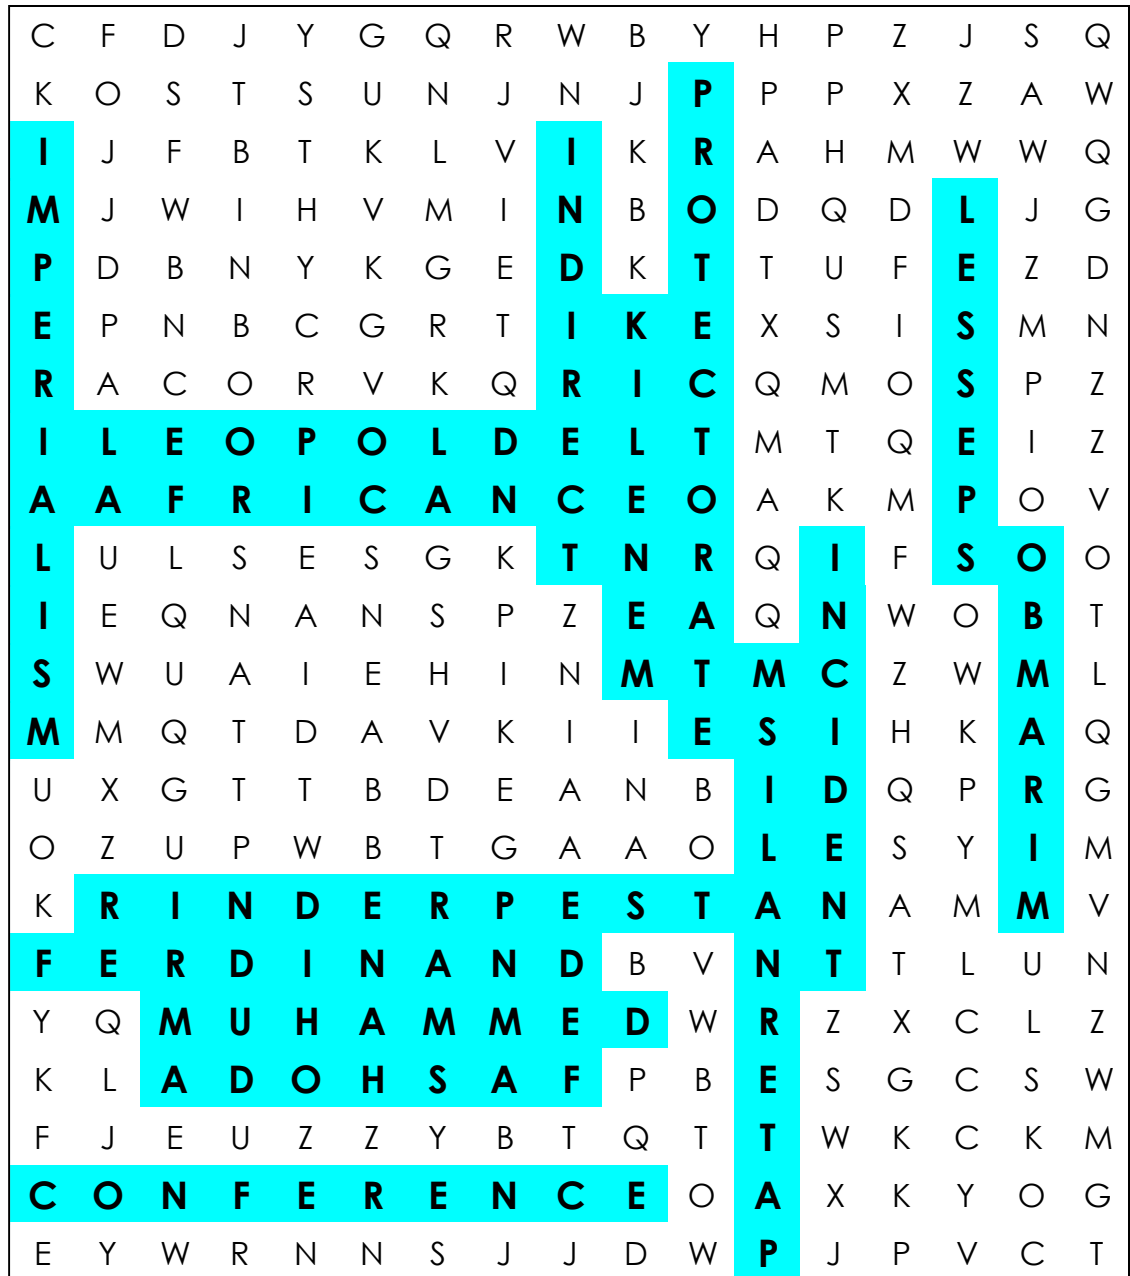 C F D J Y G Q R W B Y H P Z J S Q
K O S T S U N J N J P P P X Z A W
I J F B T K L V I K R A H M W W Q
M J W I H V M I N B O D Q D L J G
P D B N Y K G E D K T T U F E Z D
E P N B C G R T I K E X S I S M N
R A C O R V K Q R I C Q M O S P Z
I L E O P O L D E L T M T Q E I Z
A A F R I C A N C E O A K M P O V
L U L S E S G K T N R Q I F S O O
I E Q N A N S P Z E A Q N W O B T
S W U A I E H I N M T M C Z W M L
M M Q T D A V K I I E S I H K A Q
U X G T T B D E A N B I D Q P R G
O Z U P W B T G A A O L E S Y I M
K R I N D E R P E S T A N A M M V
F E R D I N A N D B V N T T L U N
Y Q M U H A M M E D W R Z X C L Z
K L A D O H S A F P B E S G C S W
F J E U Z Z Y B T Q T T W K C K M
C O N F E R E N C E O A X K Y O G
E Y W R N N S J J D W P J P V C T